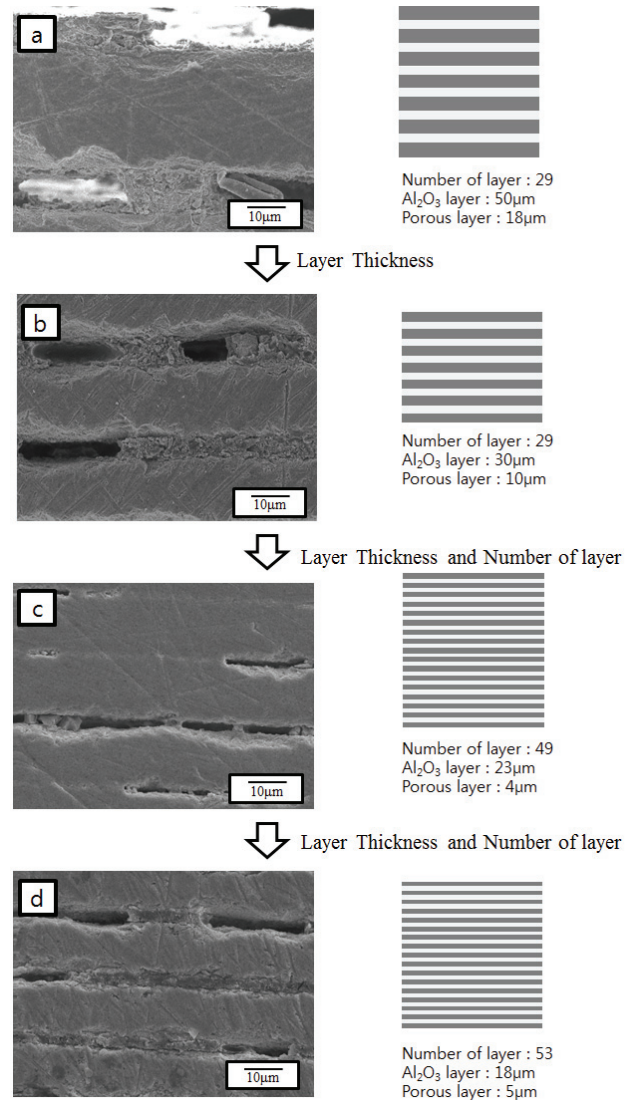 a
10μm
Number of layer : 29
Al₂O₃ layer : 50μm
Porous layer : 18μm
Layer Thickness
b
10μm
Number of layer : 29
Al₂O₃ layer : 30μm
Porous layer : 10μm
Layer Thickness and Number of layer
c
10μm
Number of layer : 49
Al₂O₃ layer : 23μm
Porous layer : 4μm
Layer Thickness and Number of layer
d
10μm
Number of layer : 53
Al₂O₃ layer : 18μm
Porous layer : 5μm